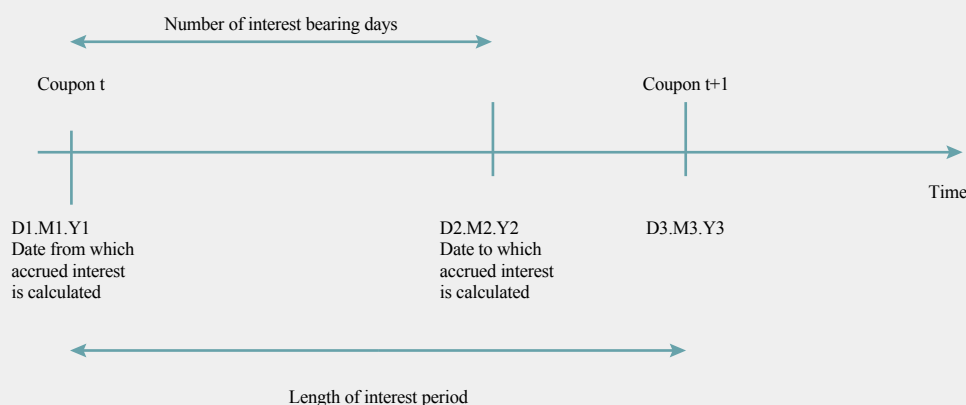 Number of interest bearing days
Coupon t
Coupon t+1
Time
D1.M1.Y1
Date from which
accrued interest
is calculated
D2.M2.Y2
Date to which
accrued interest
is calculated
D3.M3.Y3
Length of interest period